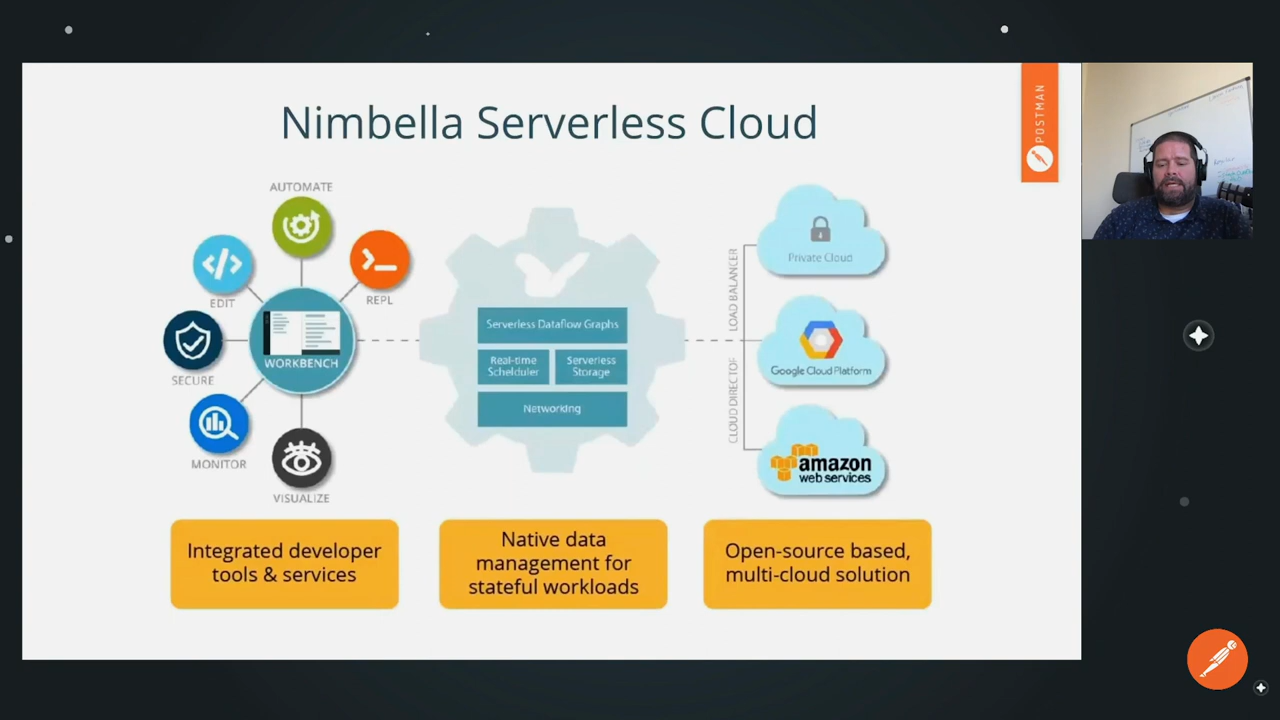 Nimbella Serverless Cloud
POSTMAN
AUTOMATE
EDIT
REPL
SECURE
WORKBENCH
MONITOR
VISUALIZE
Serverless Dataflow Graphs
Real-time
Schelduler
Serverless
Storage
Networking
LOAD BALANCER
CLOUD DIRECTOR
Private Cloud
Google Cloud Platform
amazon
web services
Integrated developer
tools & services
Native data
management for
stateful workloads
Open-source based,
multi-cloud solution